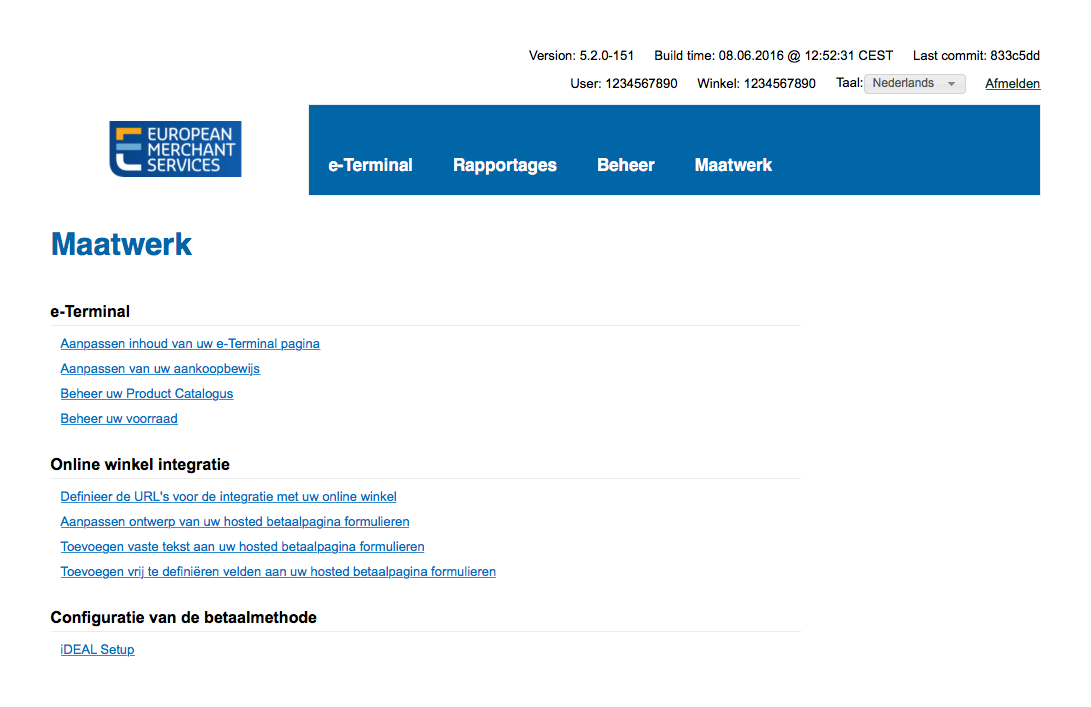 Version: 5.2.0-151 Build time: 08.06.2016 @ 12:52:31 CEST Last commit: 833c5dd
User: 1234567890 Winkel: 1234567890 Taal: Nederlands Afmelden
EUROPEAN
MERCHANT
SERVICES
e-Terminal Rapportages Beheer Maatwerk
Maatwerk
e-Terminal
Aanpassen inhoud van uw e-Terminal pagina
Aanpassen van uw aankoopbewijs
Beheer uw Product Catalogus
Beheer uw voorraad
Online winkel integratie
Definieer de URL's voor de integratie met uw online winkel
Aanpassen ontwerp van uw hosted betaalpagina formulieren
Toevoegen vaste tekst aan uw hosted betaalpagina formulieren
Toevoegen vrij te definiëren velden aan uw hosted betaalpagina formulieren
Configuratie van de betaalmethode
iDEAL Setup